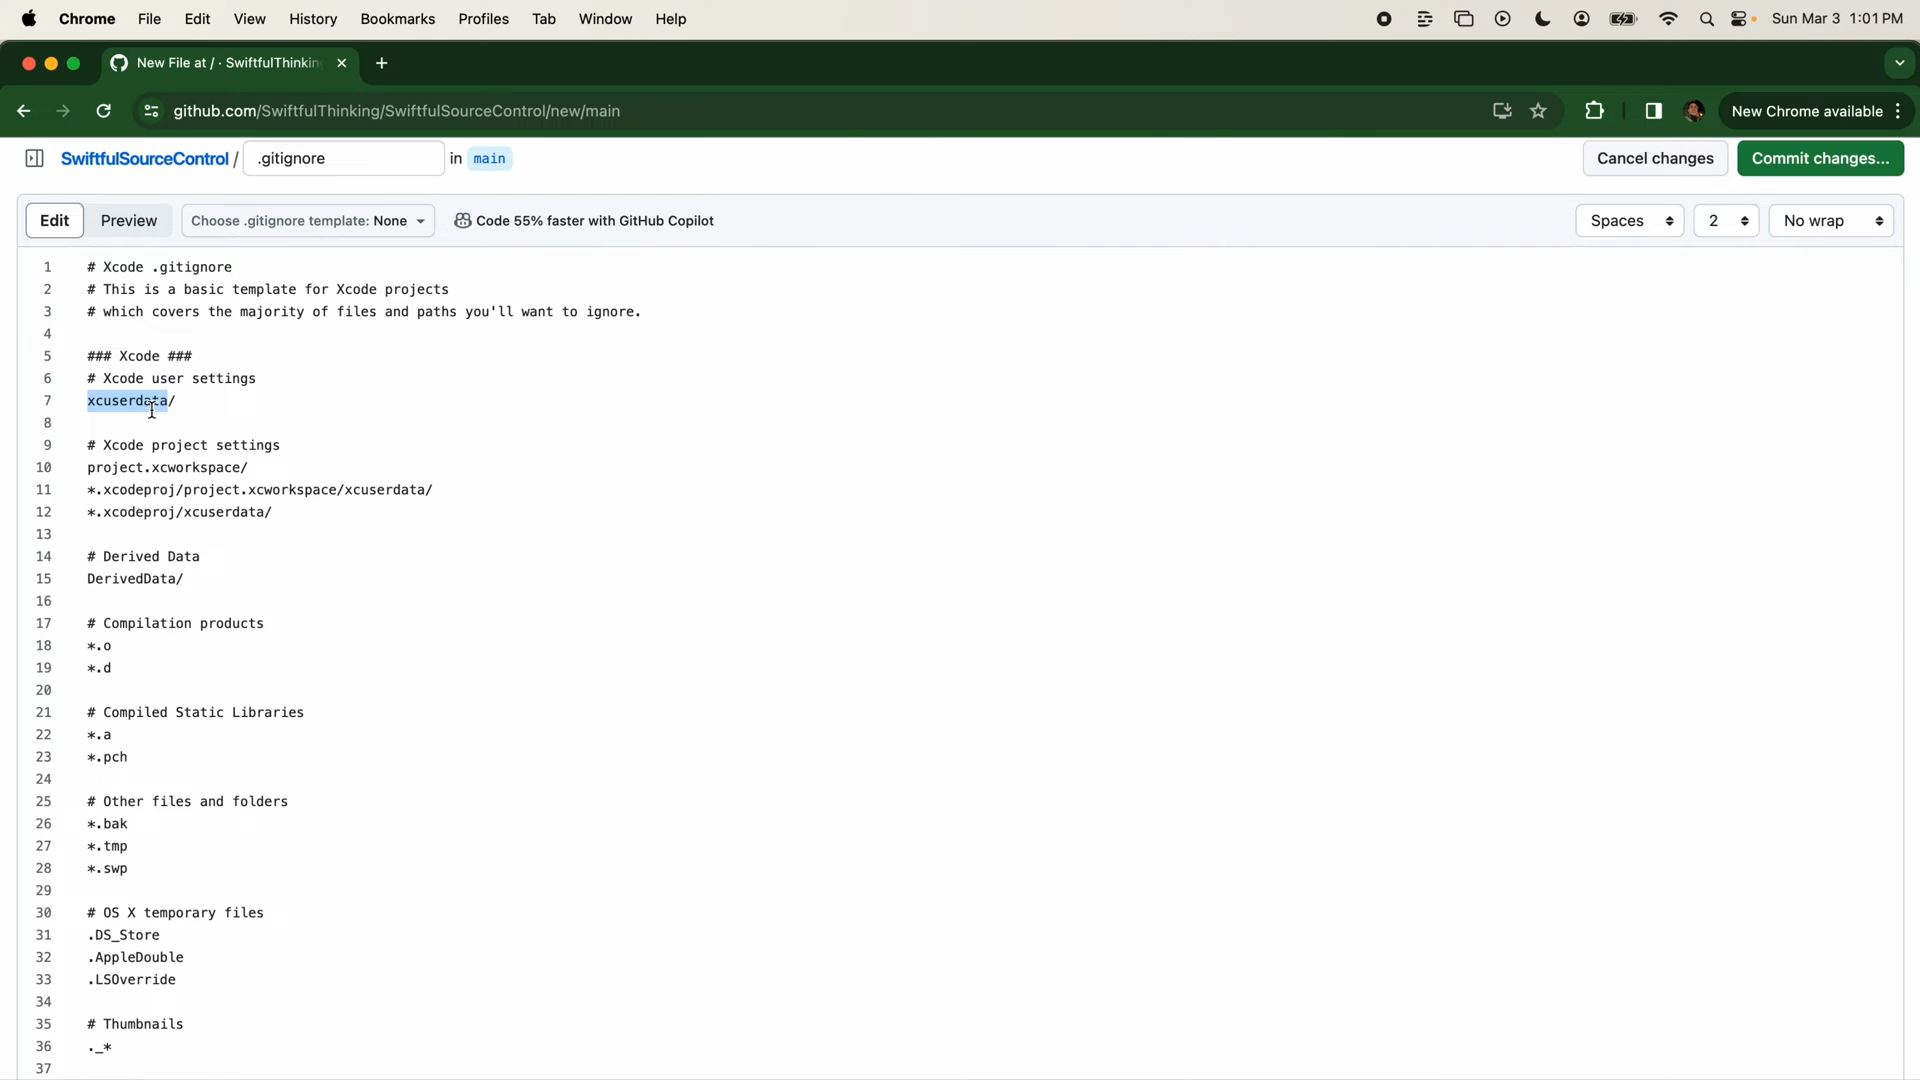 Chrome File Edit View History Bookmarks Profiles Tab Window Help Sun Mar 3 1:01 PM
New File at / · SwiftfulThinkin
github.com/SwiftfulThinking/SwiftfulSourceControl/new/main New Chrome available
SwiftfulSourceControl / .gitignore in main Cancel changes Commit changes...
Edit Preview Choose .gitignore template: None Code 55% faster with GitHub Copilot Spaces 2 No wrap
1 # Xcode .gitignore
2 # This is a basic template for Xcode projects
3 # which covers the majority of files and paths you'll want to ignore.
4
5 ### Xcode ###
6 # Xcode user settings
7 xcuserdata/
8
9 # Xcode project settings
10 project.xcworkspace/
11 *.xcodeproj/project.xcworkspace/xcuserdata/
12 *.xcodeproj/xcuserdata/
13
14 # Derived Data
15 DerivedData/
16
17 # Compilation products
18 *.o
19 *.d
20
21 # Compiled Static Libraries
22 *.a
23 *.pch
24
25 # Other files and folders
26 *.bak
27 *.tmp
28 *.swp
29
30 # OS X temporary files
31 .DS_Store
32 .AppleDouble
33 .LSOverride
34
35 # Thumbnails
36 ._*
37